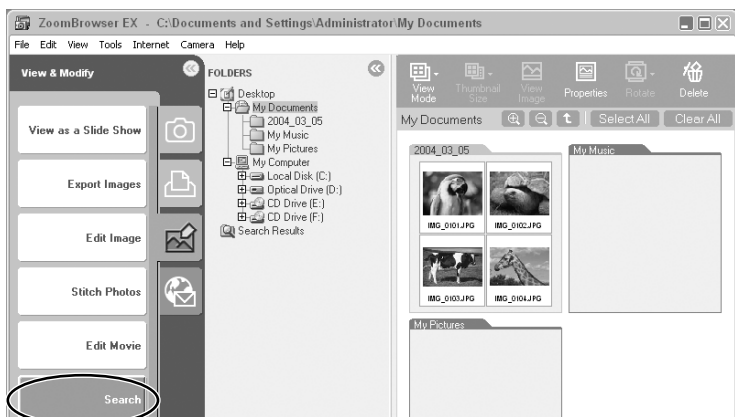 ZoomBrowser EX - C:\Documents and Settings\Administrator\My Documents
File Edit View Tools Internet Camera Help
View & Modify
View as a Slide Show
Export Images
Edit Image
Stitch Photos
Edit Movie
Search
FOLDERS
Desktop
My Documents
2004_03_05
My Music
My Pictures
My Computer
Local Disk (C:)
Optical Drive (D:)
CD Drive (E:)
CD Drive (F:)
Search Results
View Mode
Thumbnail Size
View Image
Properties
Rotate
Delete
My Documents Select All Clear All
2004_03_05
IMG_0101.JPG IMG_0102.JPG
IMG_0103.JPG IMG_0104.JPG
My Music
My Pictures